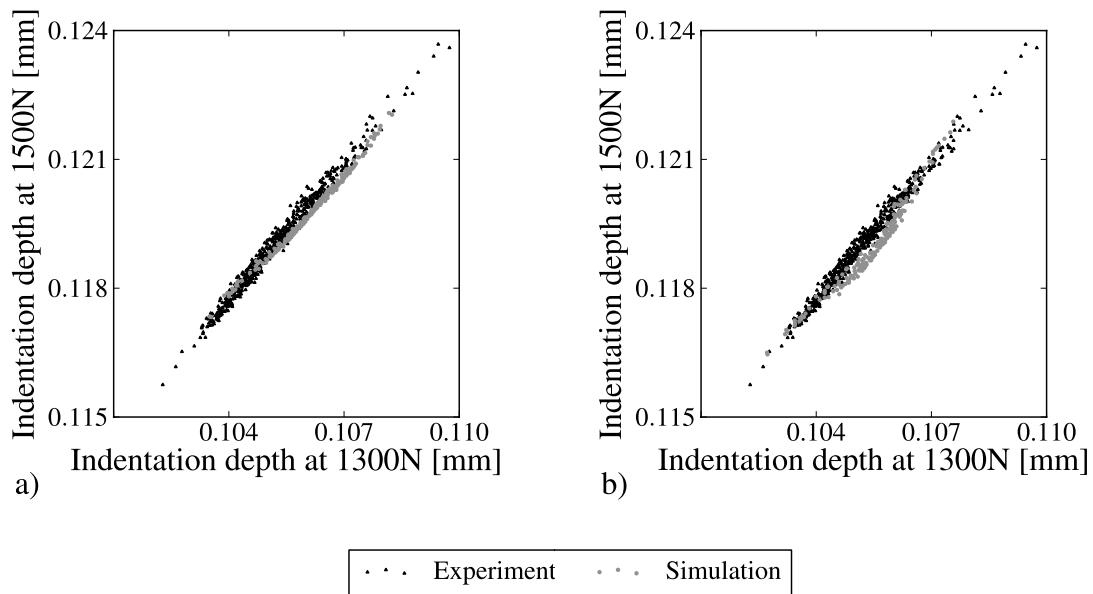 0.124
0.121
0.118
0.115
0.104 0.107 0.110
Indentation depth at 1500N [mm]
Indentation depth at 1300N [mm]
a)
0.124
0.121
0.118
0.115
0.104 0.107 0.110
Indentation depth at 1500N [mm]
Indentation depth at 1300N [mm]
b)
Experiment Simulation